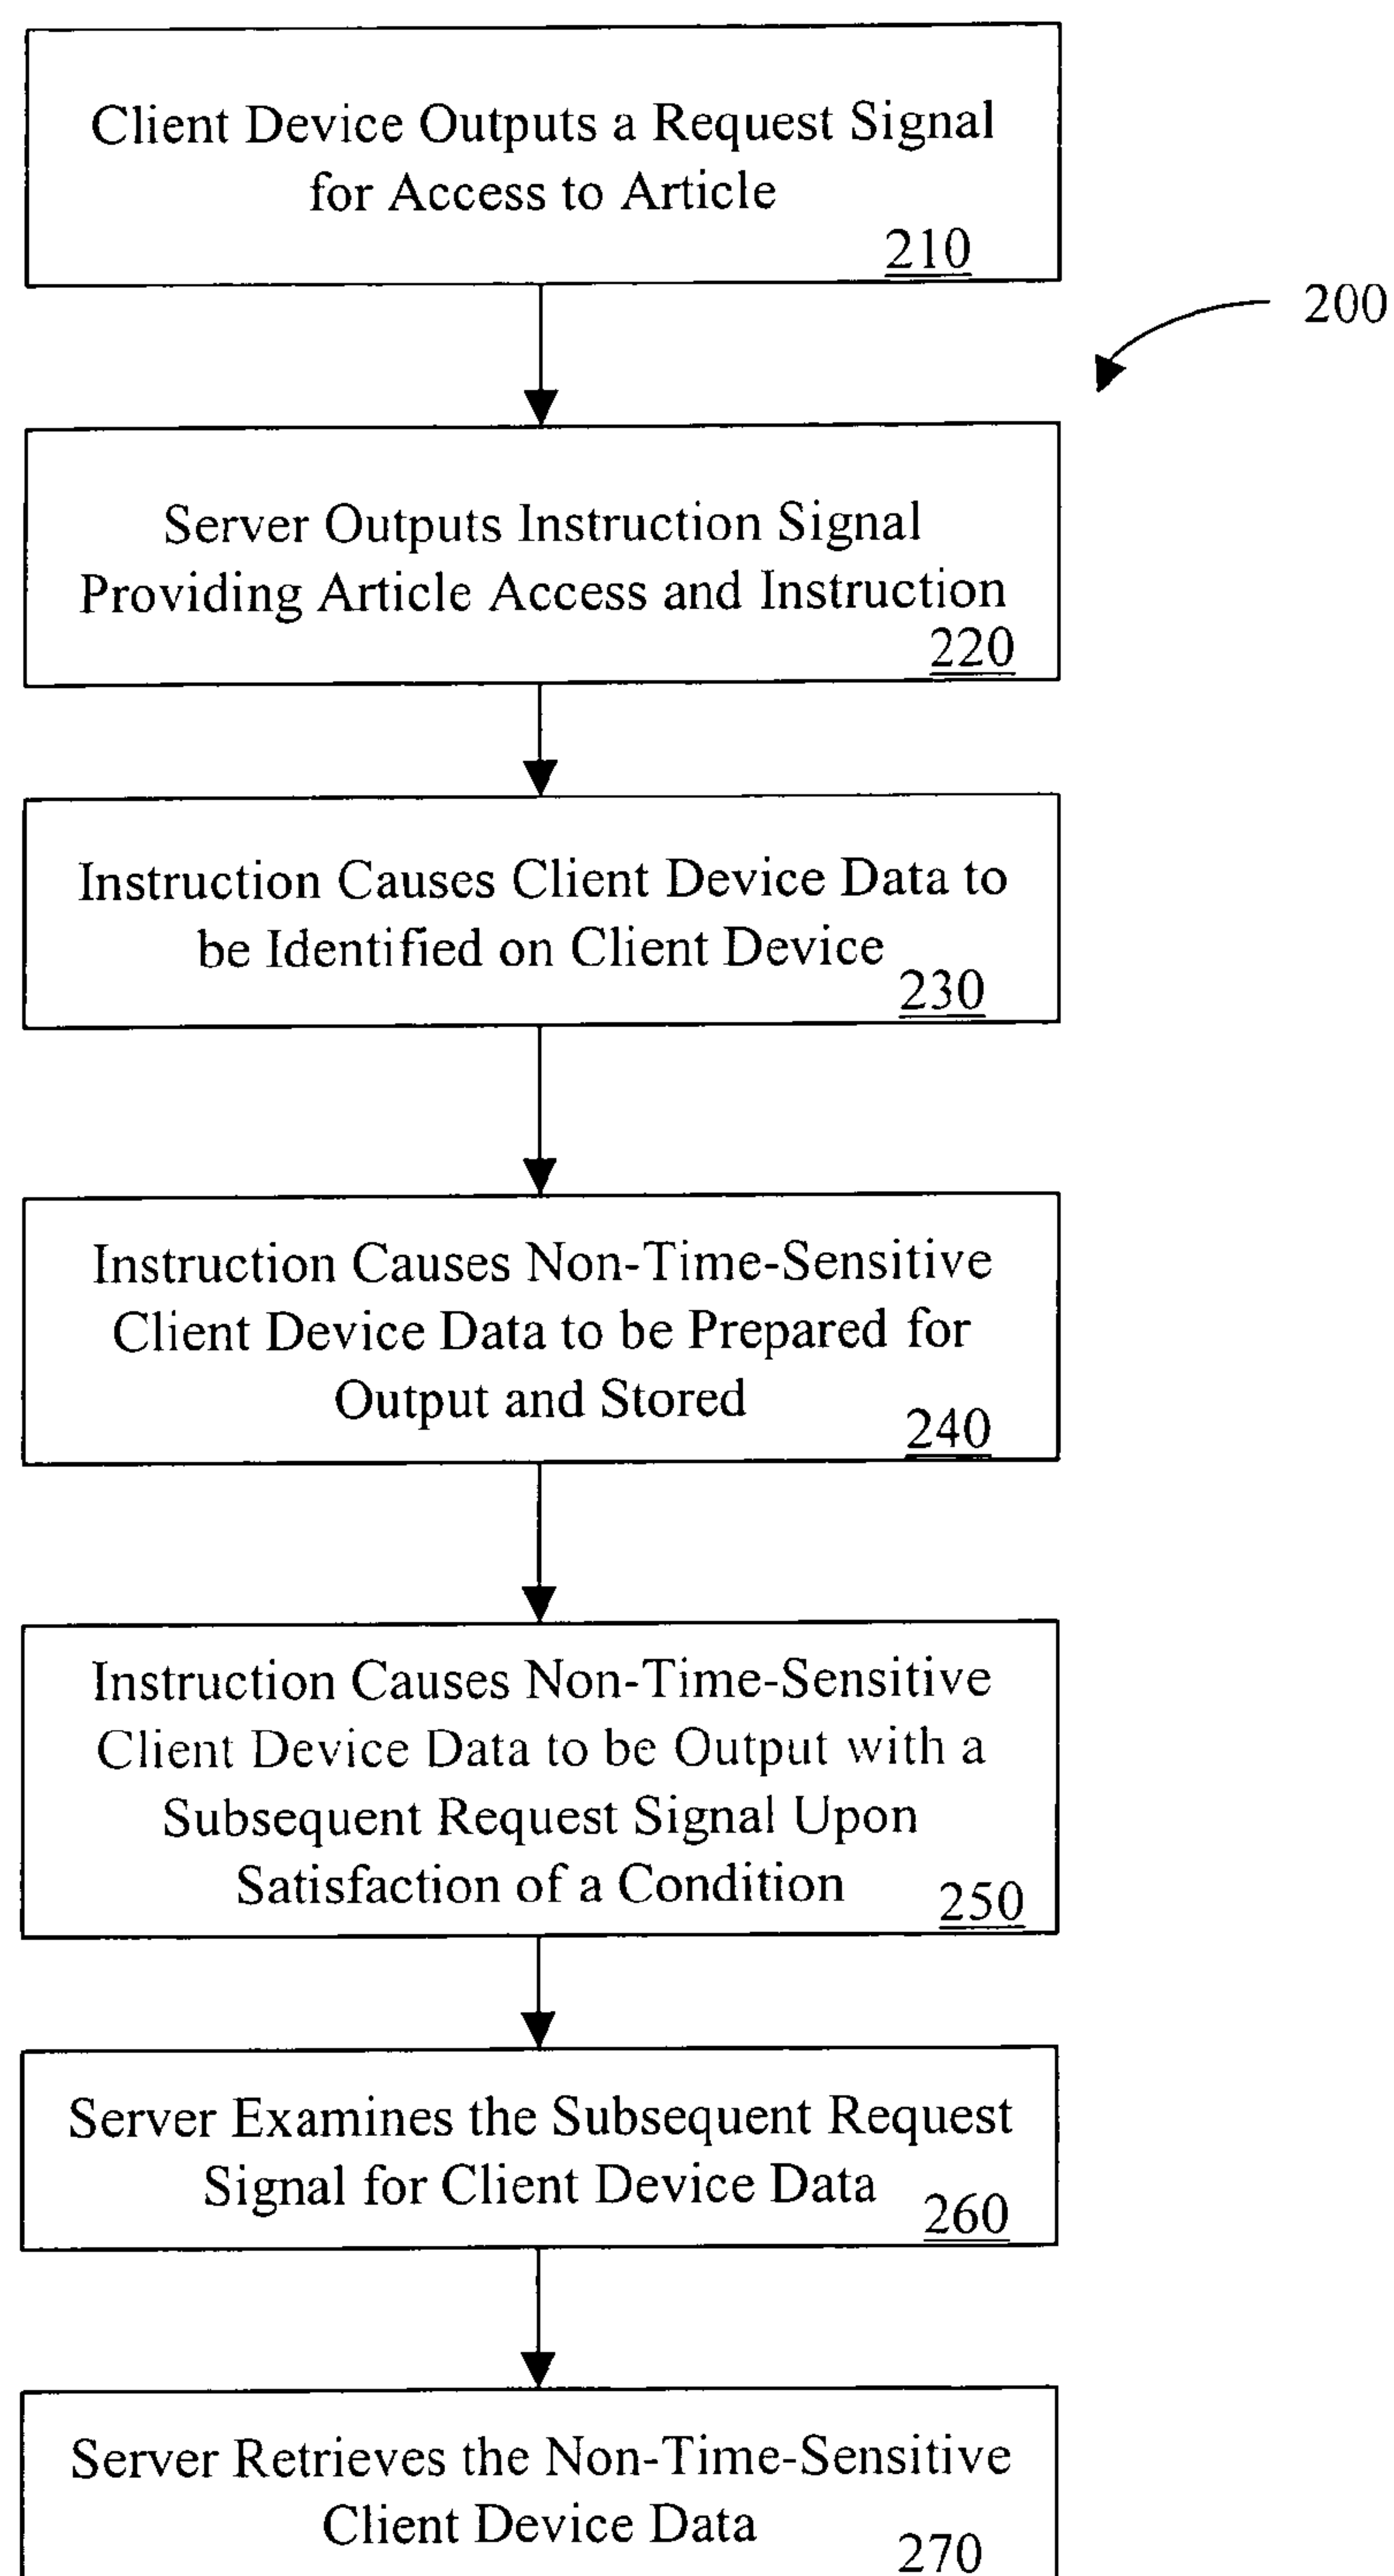 Client Device Outputs a Request Signal
for Access to Article
210
200
Server Outputs Instruction Signal
Providing Article Access and Instruction
220
Instruction Causes Client Device Data to
be Identified on Client Device
230
Instruction Causes Non-Time-Sensitive
Client Device Data to be Prepared for
Output and Stored
240
Instruction Causes Non-Time-Sensitive
Client Device Data to be Output with a
Subsequent Request Signal Upon
Satisfaction of a Condition
250
Server Examines the Subsequent Request
Signal for Client Device Data
260
Server Retrieves the Non-Time-Sensitive
Client Device Data
270